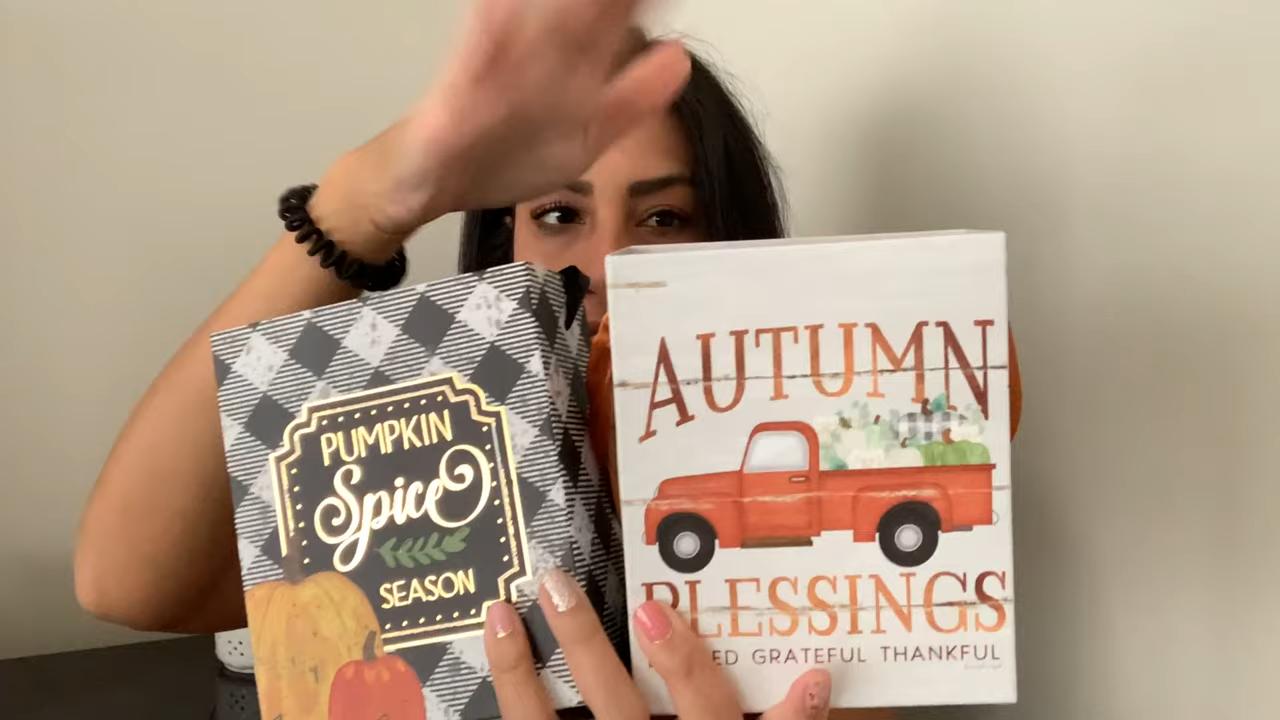 PUMPKIN
Spice
SEASON
AUTUMN
BLESSINGS
GRATEFUL THANKFUL